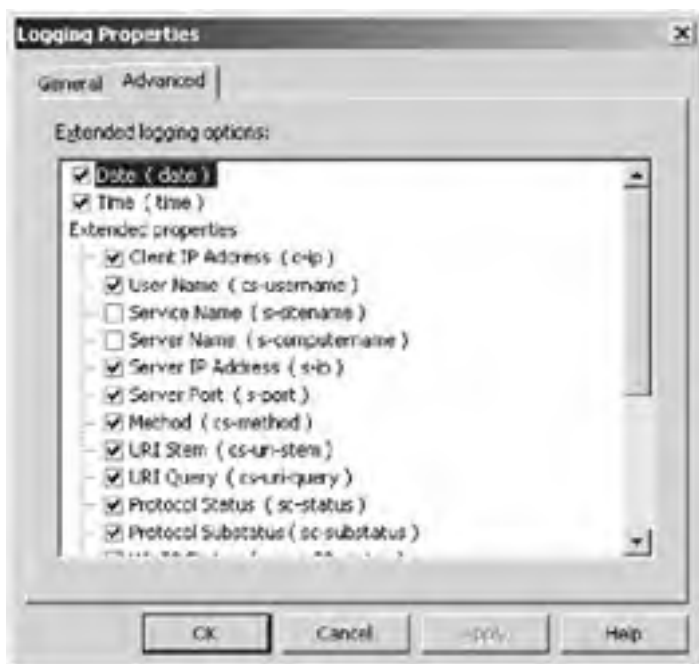 Logging Properties
General Advanced
Extended logging options:
Date ( date )
Time ( time )
Extended properties
Client IP Address ( c-ip )
User Name ( cs-username )
Service Name ( s-sitename )
Server Name ( s-computername )
Server IP Address ( s-ip )
Server Port ( s-port )
Method ( cs-method )
URI Stem ( cs-uri-stem )
URI Query ( cs-uri-query )
Protocol Status ( sc-status )
Protocol Substatus ( sc-substatus )
OK Cancel Apply Help